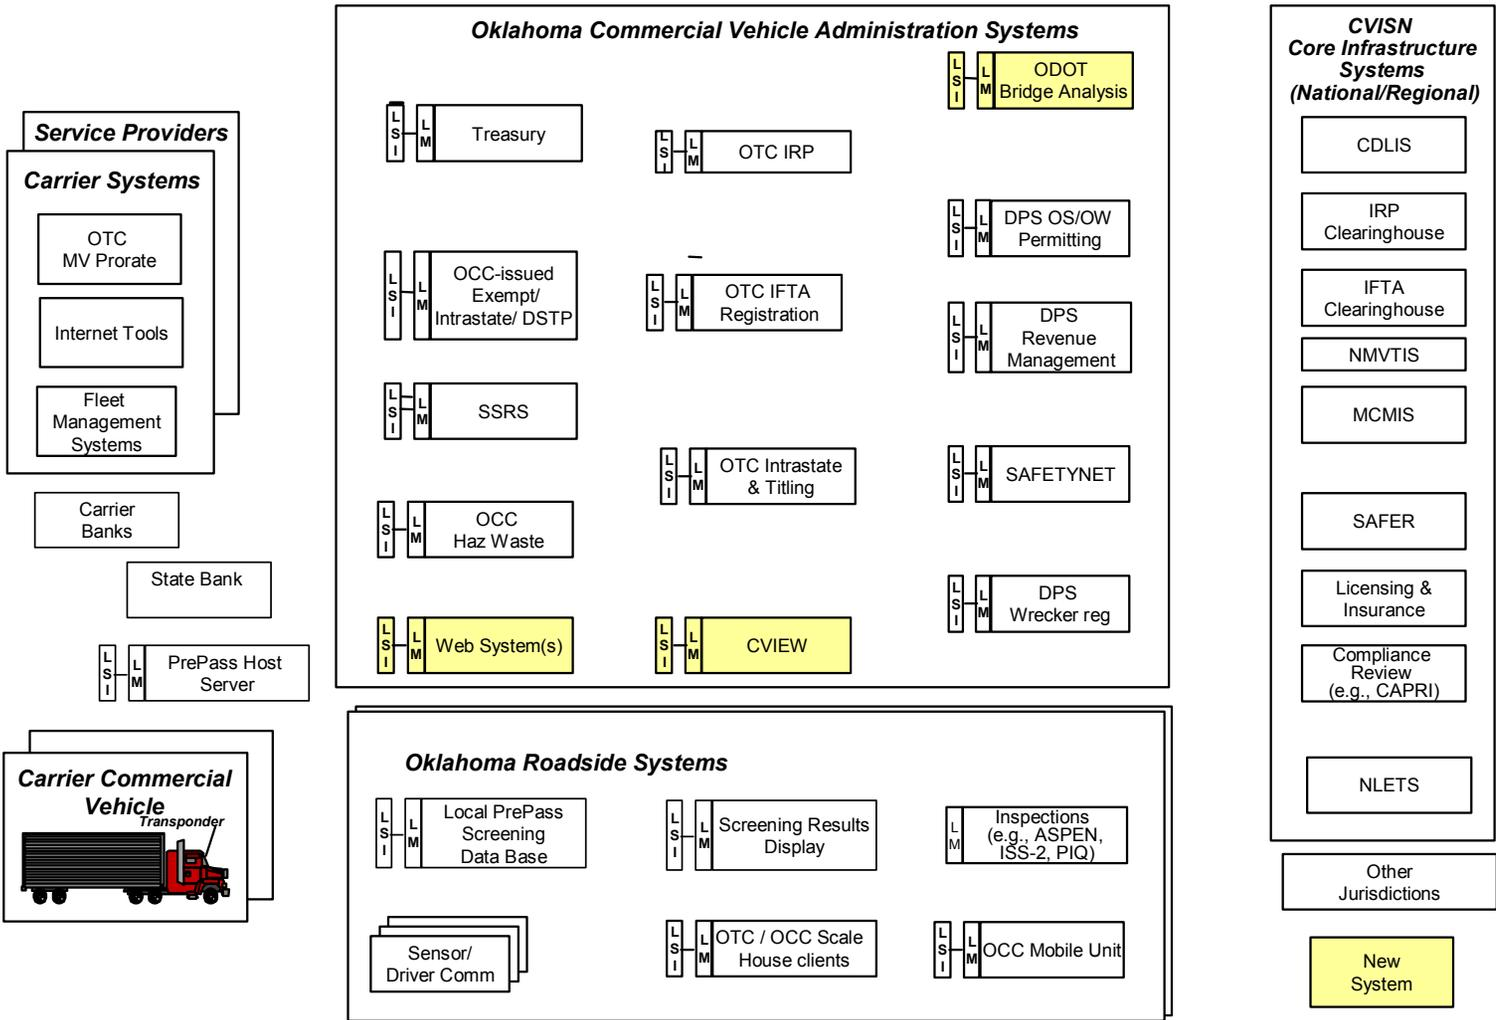 Oklahoma Commercial Vehicle Administration Systems
L
S
I
L
M
ODOT
Bridge Analysis
L
S
I
L
M
Treasury
L
S
I
L
M
OTC IRP
L
S
I
L
M
DPS OS/OW
Permitting
L
S
I
L
M
OCC-issued
Exempt/
Intrastate/ DSTP
L
S
I
L
M
OTC IFTA
Registration
L
S
I
L
M
DPS
Revenue
Management
L
S
I
L
M
SSRS
L
S
I
L
M
OTC Intrastate
& Titling
L
S
I
L
M
SAFETYNET
L
S
I
L
M
OCC
Haz Waste
L
S
I
L
M
DPS
Wrecker reg
L
S
I
L
M
Web System(s)
L
S
I
L
M
CVIEW
Service Providers
Carrier Systems
OTC
MV Prorate
Internet Tools
Fleet
Management
Systems
Carrier
Banks
State Bank
L
S
I
L
M
PrePass Host
Server
Carrier Commercial
Vehicle
Transponder
Oklahoma Roadside Systems
L
S
I
L
M
Local PrePass
Screening
Data Base
L
S
I
L
M
Screening Results
Display
L
M
Inspections
(e.g., ASPEN,
ISS-2, PIQ)
Sensor/
Driver Comm
L
S
I
L
M
OTC / OCC Scale
House clients
L
S
I
L
M
OCC Mobile Unit
CVISN
Core Infrastructure
Systems
(National/Regional)
CDLIS
IRP
Clearinghouse
IFTA
Clearinghouse
NMVTIS
MCMIS
SAFER
Licensing &
Insurance
Compliance
Review
(e.g., CAPRI)
NLETS
Other
Jurisdictions
New
System